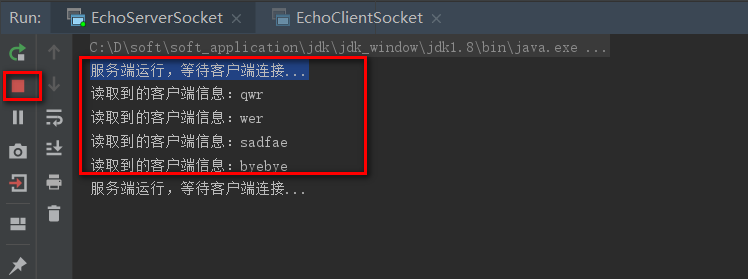 Run: EchoServerSocket × EchoClientSocket ×
C:\D\soft\soft_application\jdk\jdk_window\jdk1.8\bin\java.exe ...
服务端运行，等待客户端连接...
读取到的客户端信息：qwr
读取到的客户端信息：wer
读取到的客户端信息：sadfae
读取到的客户端信息：byebye
服务端运行，等待客户端连接...